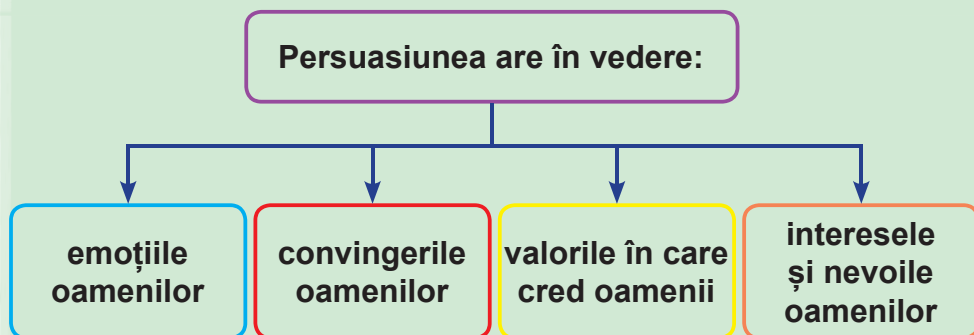 Persuasiunea are în vedere:
emoțiile
oamenilor
convingerile
oamenilor
valorile în care
cred oamenii
interesele
și nevoile
oamenilor